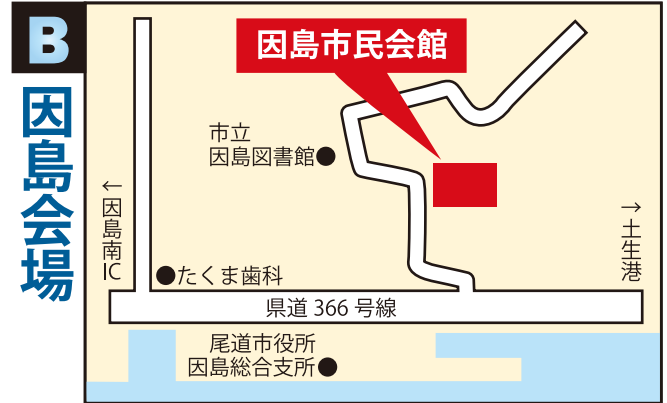 B
因島会場
因島市民会館
市立
因島図書館●
←因島南IC
→土生港
●たくま歯科
県道 366 号線
尾道市役所
因島総合支所●